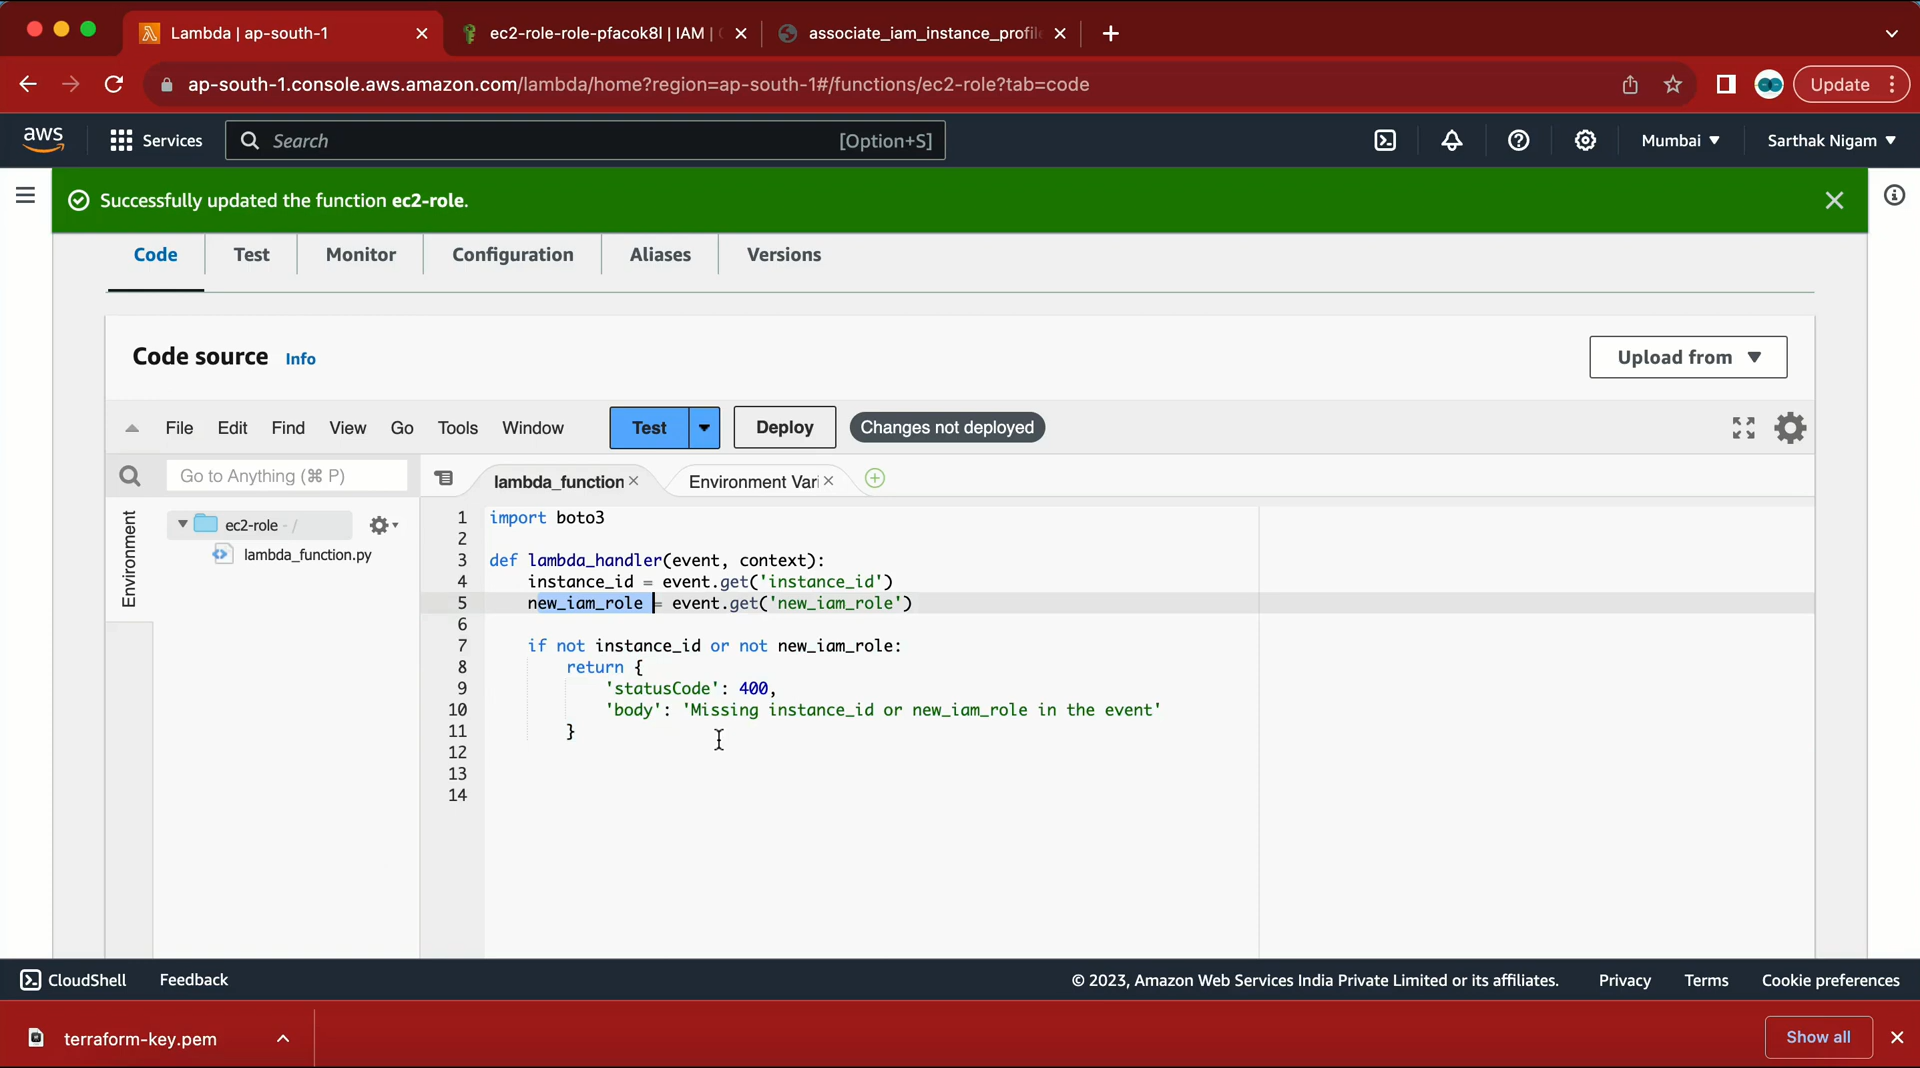 Lambda | ap-south-1
ec2-role-role-pfacok8l | IAM |
associate_iam_instance_profile
ap-south-1.console.aws.amazon.com/lambda/home?region=ap-south-1#/functions/ec2-role?tab=code
Update
aws
Services
Search
[Option+S]
Mumbai
Sarthak Nigam
Successfully updated the function ec2-role.
Code
Test
Monitor
Configuration
Aliases
Versions
Code source Info
Upload from
File
Edit
Find
View
Go
Tools
Window
Test
Deploy
Changes not deployed
Go to Anything (⌘ P)
lambda_function
Environment Vari
Environment
ec2-role - /
lambda_function.py
1 import boto3
2
3 def lambda_handler(event, context):
4 instance_id = event.get('instance_id')
5 new_iam_role = event.get('new_iam_role')
6
7 if not instance_id or not new_iam_role:
8 return {
9 'statusCode': 400,
10 'body': 'Missing instance_id or new_iam_role in the event'
11 }
12
13
14
CloudShell
Feedback
© 2023, Amazon Web Services India Private Limited or its affiliates.
Privacy
Terms
Cookie preferences
terraform-key.pem
Show all